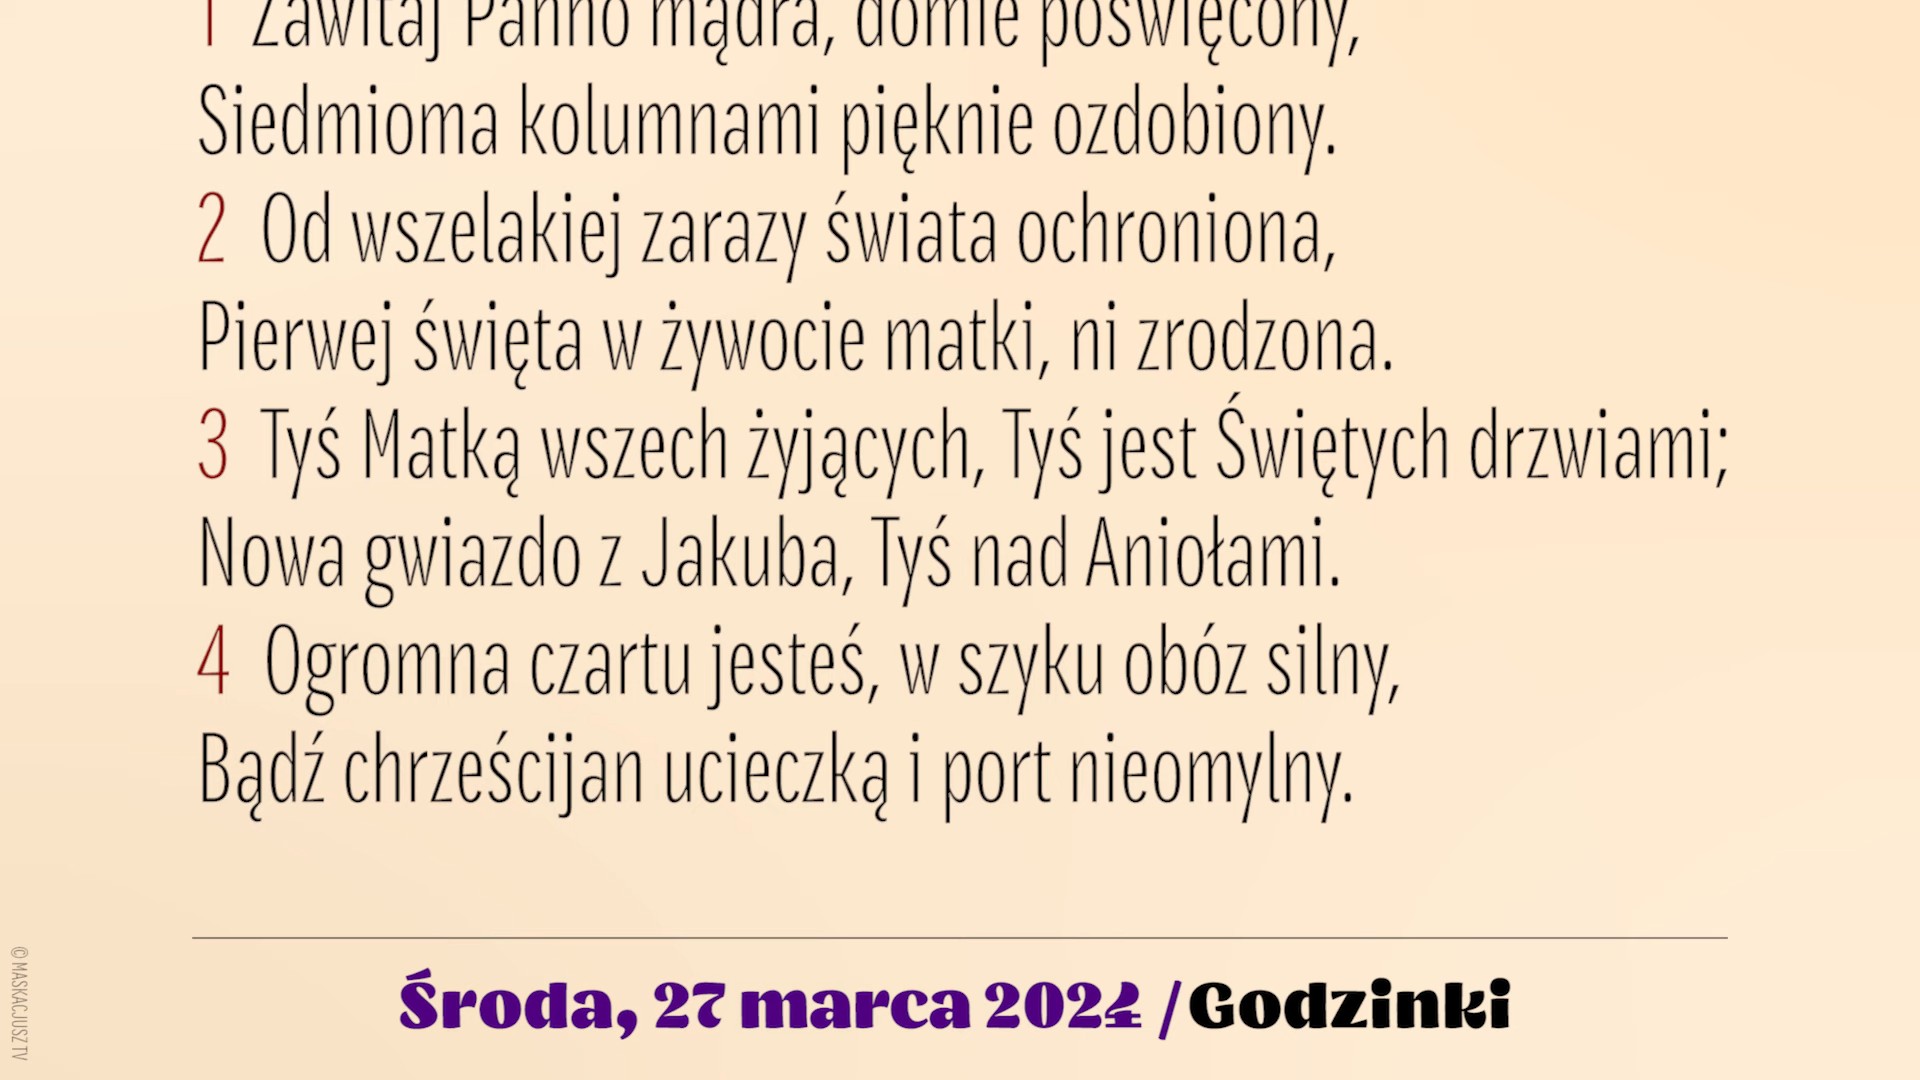 1 Zawitaj Panno mądra, domie poświęcony,
Siedmioma kolumnami pięknie ozdobiony.
2 Od wszelakiej zarazy świata ochroniona,
Pierwej święta w żywocie matki, ni zrodzona.
3 Tyś Matką wszech żyjących, Tyś jest Świętych drzwiami;
Nowa gwiazdo z Jakuba, Tyś nad Aniołami.
4 Ogromna czartu jesteś, w szyku obóz silny,
Bądź chrześcijan ucieczką i port nieomylny.
Środa, 27 marca 2024 / Godzinki
© MASKACJUSZ TV